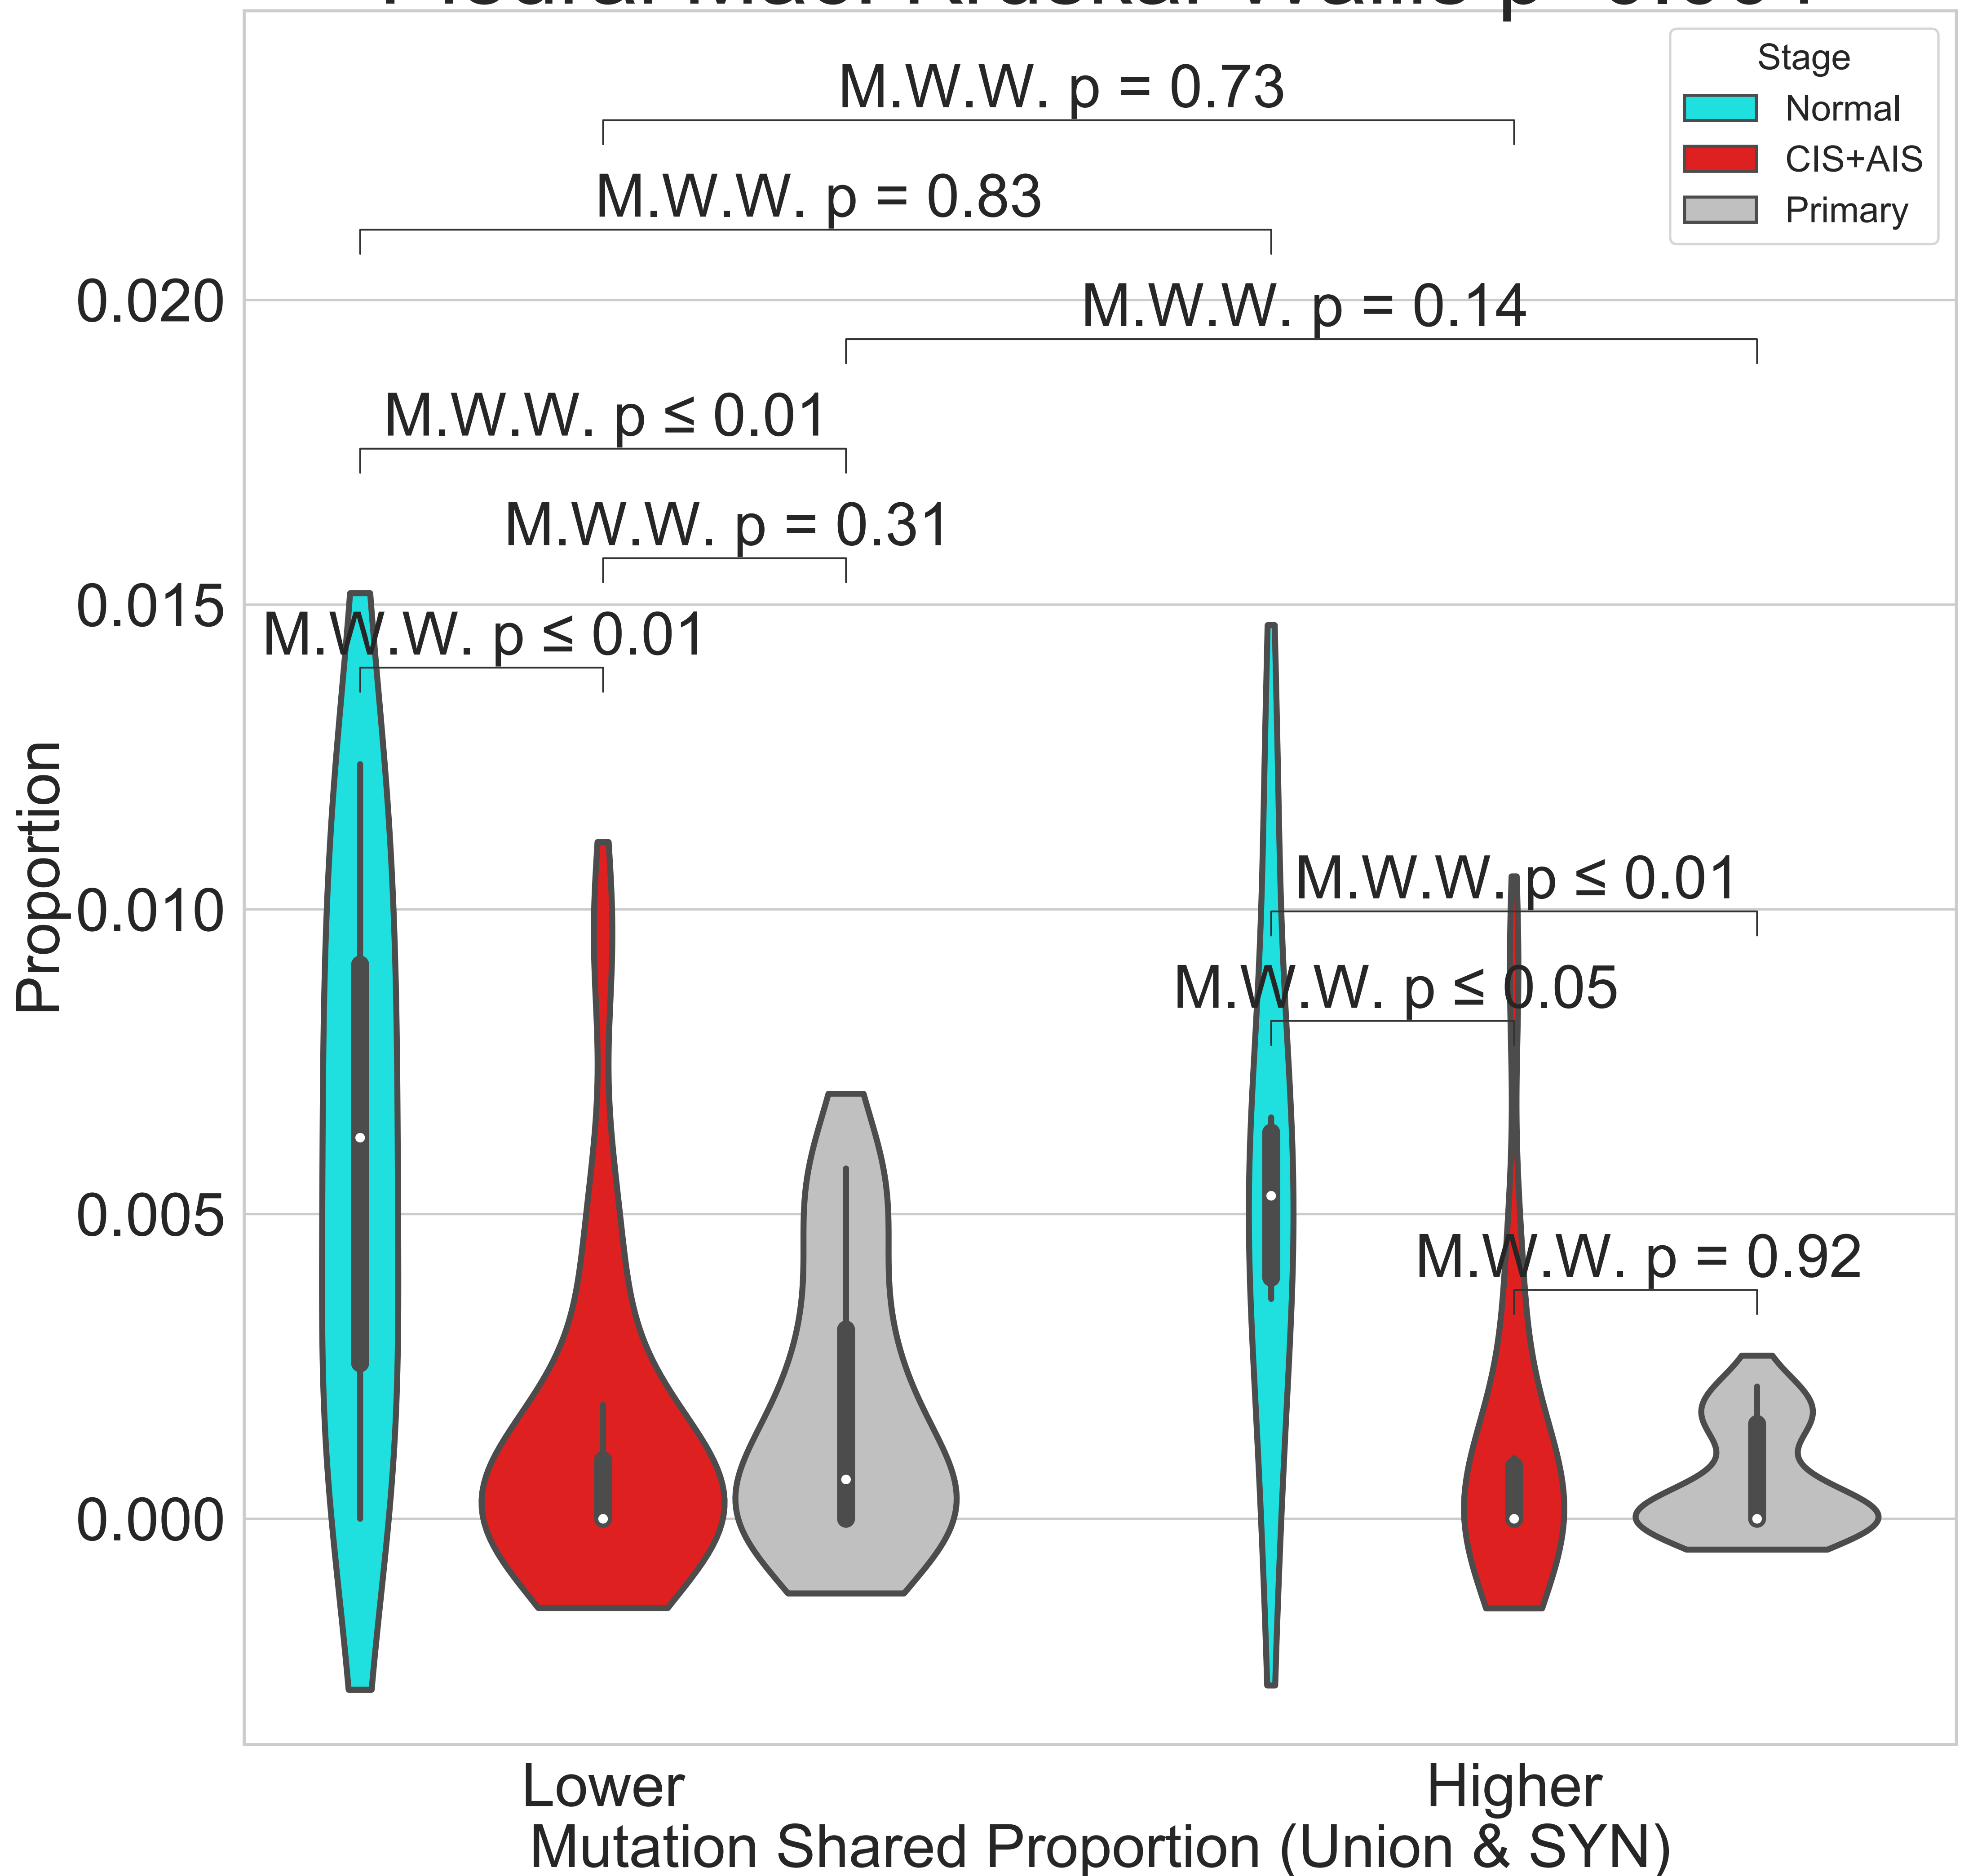 M.W.W. p = 0.73
M.W.W. p = 0.83
M.W.W. p = 0.14
M.W.W. p ≤ 0.01
M.W.W. p = 0.31
M.W.W. p ≤ 0.01
M.W.W. p ≤ 0.01
M.W.W. p ≤ 0.05
M.W.W. p = 0.92
Stage
Normal
CIS+AIS
Primary
0.020
0.015
0.010
0.005
0.000
Proportion
Lower
Higher
Mutation Shared Proportion (Union & SYN)